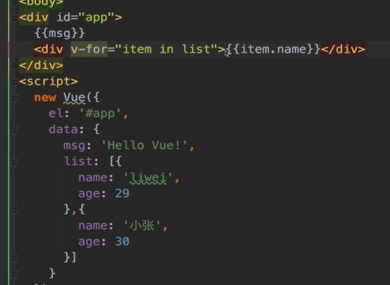 <body>
<div id="app">
{{msg}}
<div v-for="item in list">{{item.name}}</div>
</div>
<script>
new Vue({
el: '#app',
data: {
msg: 'Hello Vue!',
list: [{
name: 'liwei',
age: 29
},{
name: '小张',
age: 30
}]
}